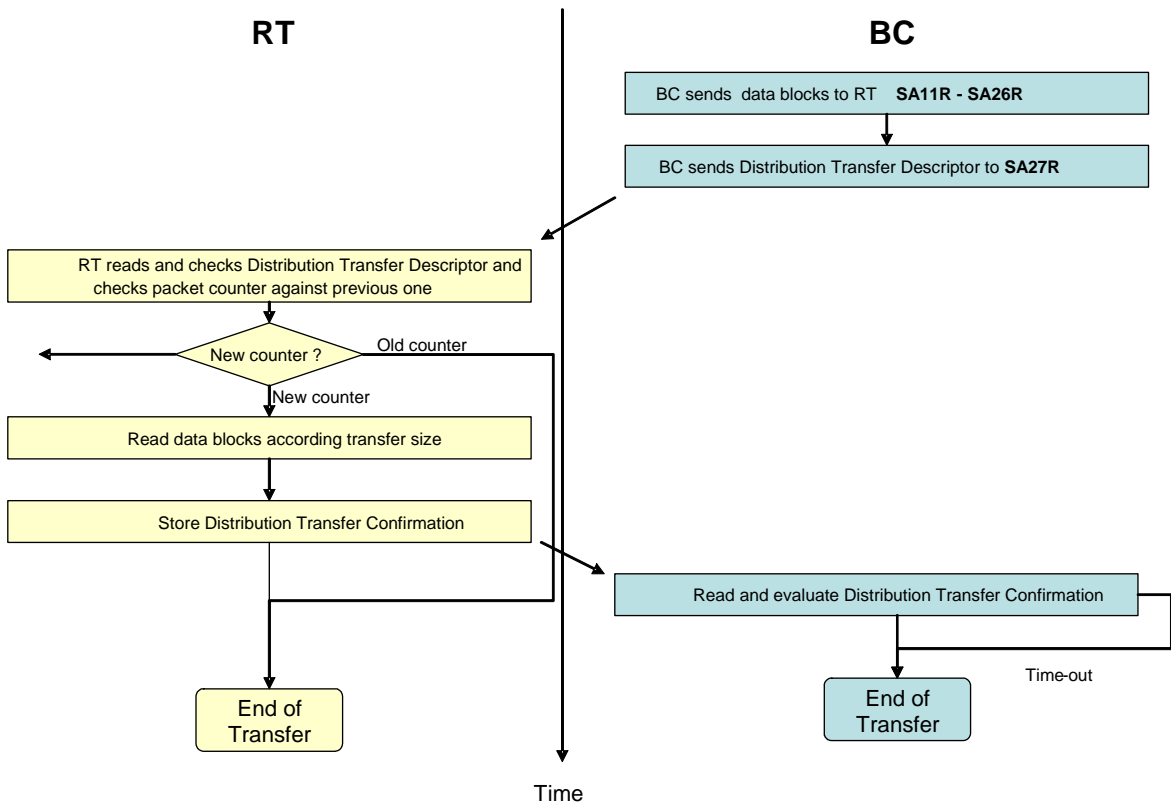 RT
BC
BC sends data blocks to RT SA11R - SA26R
BC sends Distribution Transfer Descriptor to SA27R
RT reads and checks Distribution Transfer Descriptor and
checks packet counter against previous one
New counter ?
Old counter
New counter
Read data blocks according transfer size
Store Distribution Transfer Confirmation
Read and evaluate Distribution Transfer Confirmation
Time-out
End of
Transfer
End of
Transfer
Time